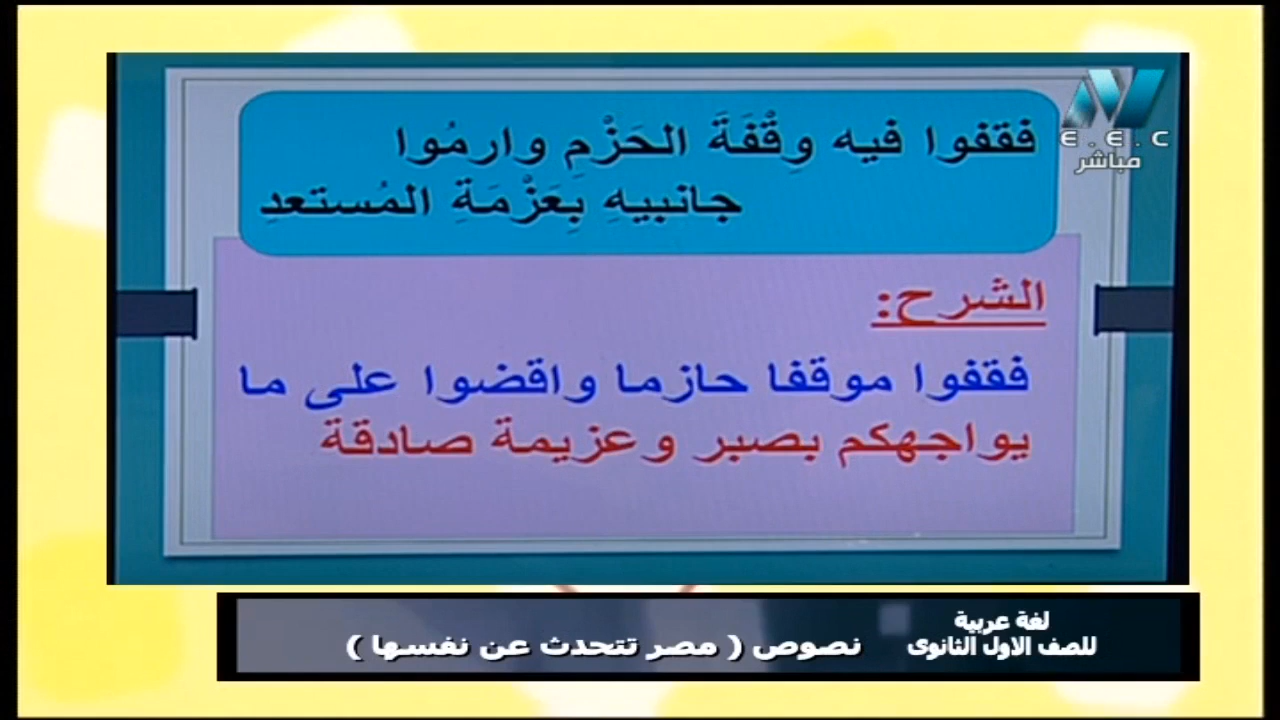 فقفوا فيه وِقْفَةَ الحَزْمِ وارمُوا
جانبيهِ بِعَزْمَةِ المُستعدِ
E.E.C
مباشر
الشرح:
فقفوا موقفا حازما واقضوا على ما
يواجهكم بصبر وعزيمة صادقة
لغة عربية
للصف الاول الثانوى
نصوص ( مصر تتحدث عن نفسها )